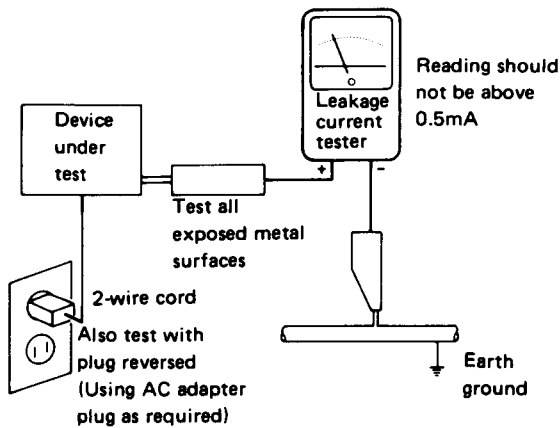 Device
under
test
Leakage
current
tester
Reading should
not be above
0.5mA
+
-
Test all
exposed metal
surfaces
2-wire cord
Also test with
plug reversed
(Using AC adapter
plug as required)
Earth
ground